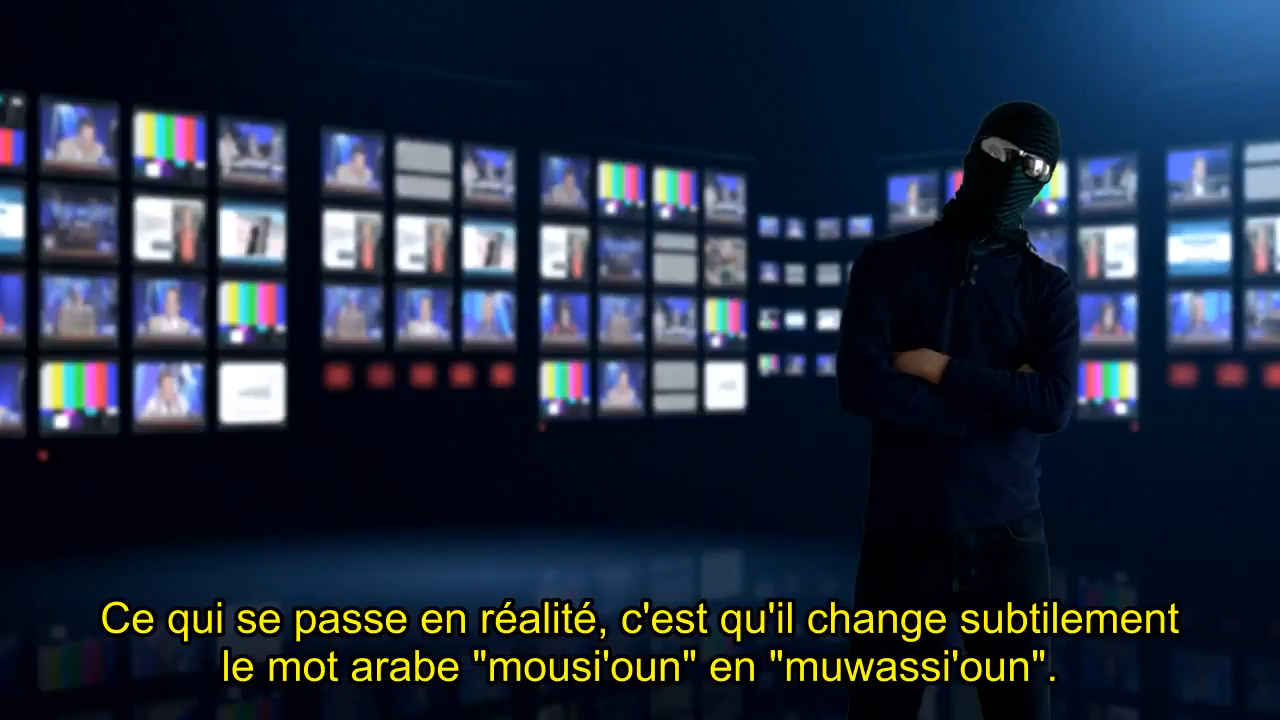 Ce qui se passe en réalité, c'est qu'il change subtilement
le mot arabe "mousi'oun" en "muwassi'oun".